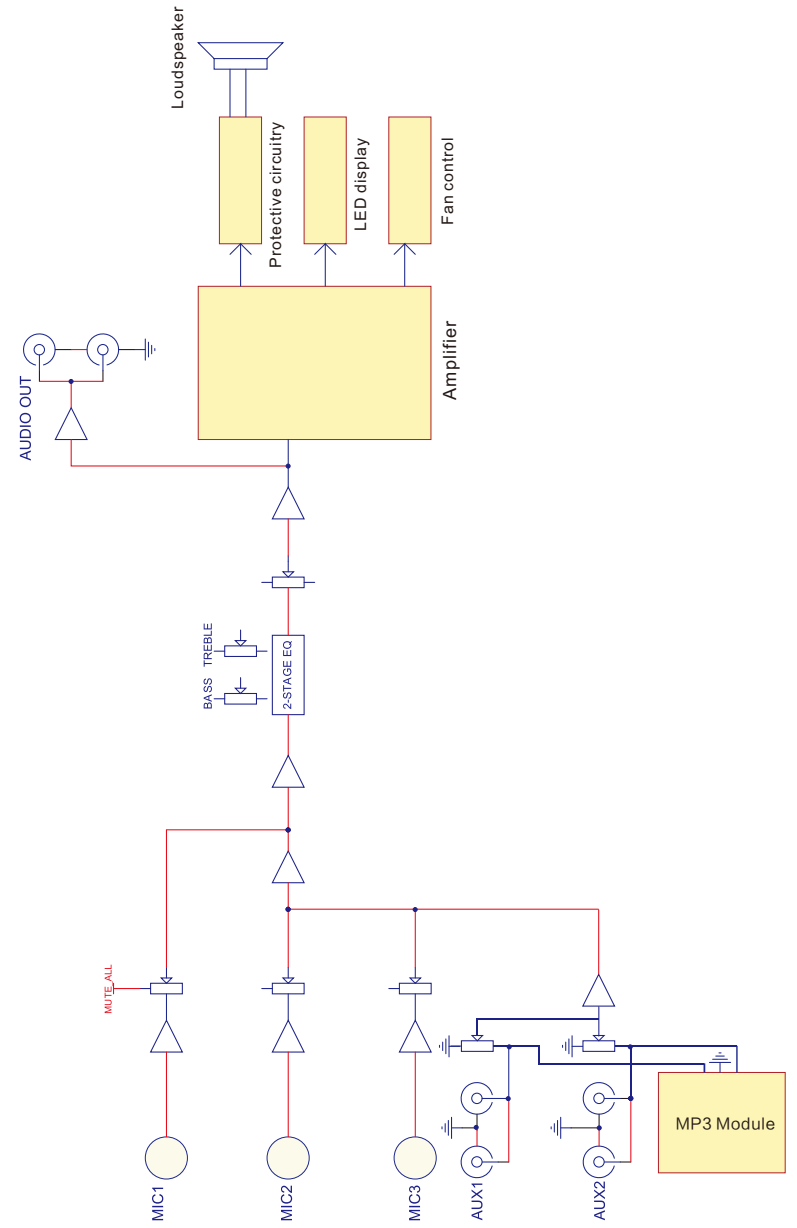 Loudspeaker
Protective circuitry
LED display
Fan control
Amplifier
AUDIO OUT
TREBLE
BASS
2-STAGE EQ
MUTE_ALL
MP3 Module
MIC1
MIC2
MIC3
AUX1
AUX2